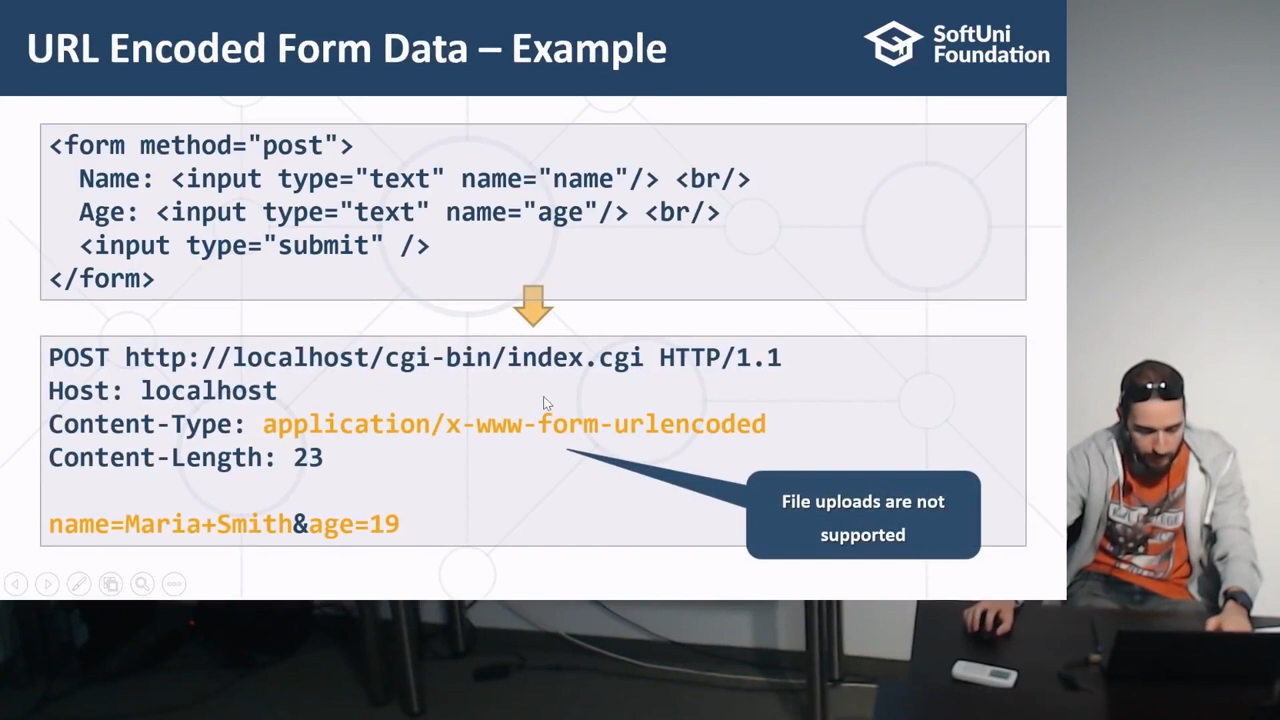 URL Encoded Form Data – Example
SoftUni
Foundation
<form method="post">
  Name: <input type="text" name="name"/> <br/>
  Age: <input type="text" name="age"/> <br/>
  <input type="submit" />
</form>
POST http://localhost/cgi-bin/index.cgi HTTP/1.1
Host: localhost
Content-Type: application/x-www-form-urlencoded
Content-Length: 23
name=Maria+Smith&age=19
File uploads are not
supported